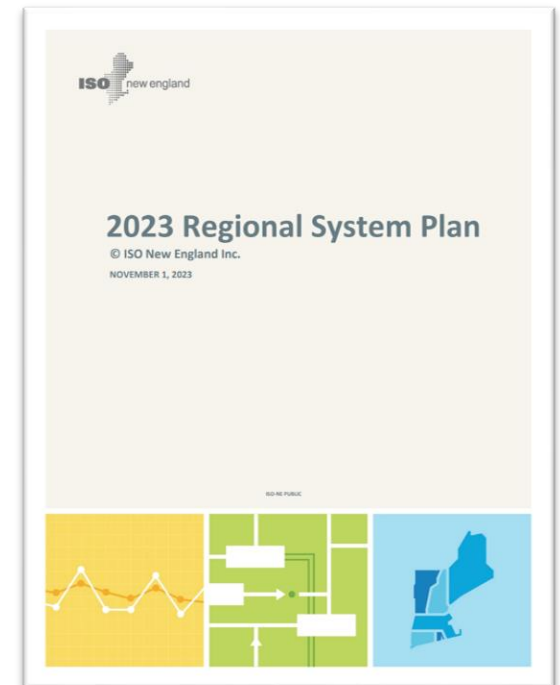 ISO new england
2023 Regional System Plan
© ISO New England Inc.
NOVEMBER 1, 2023
ISO-NE PUBLIC